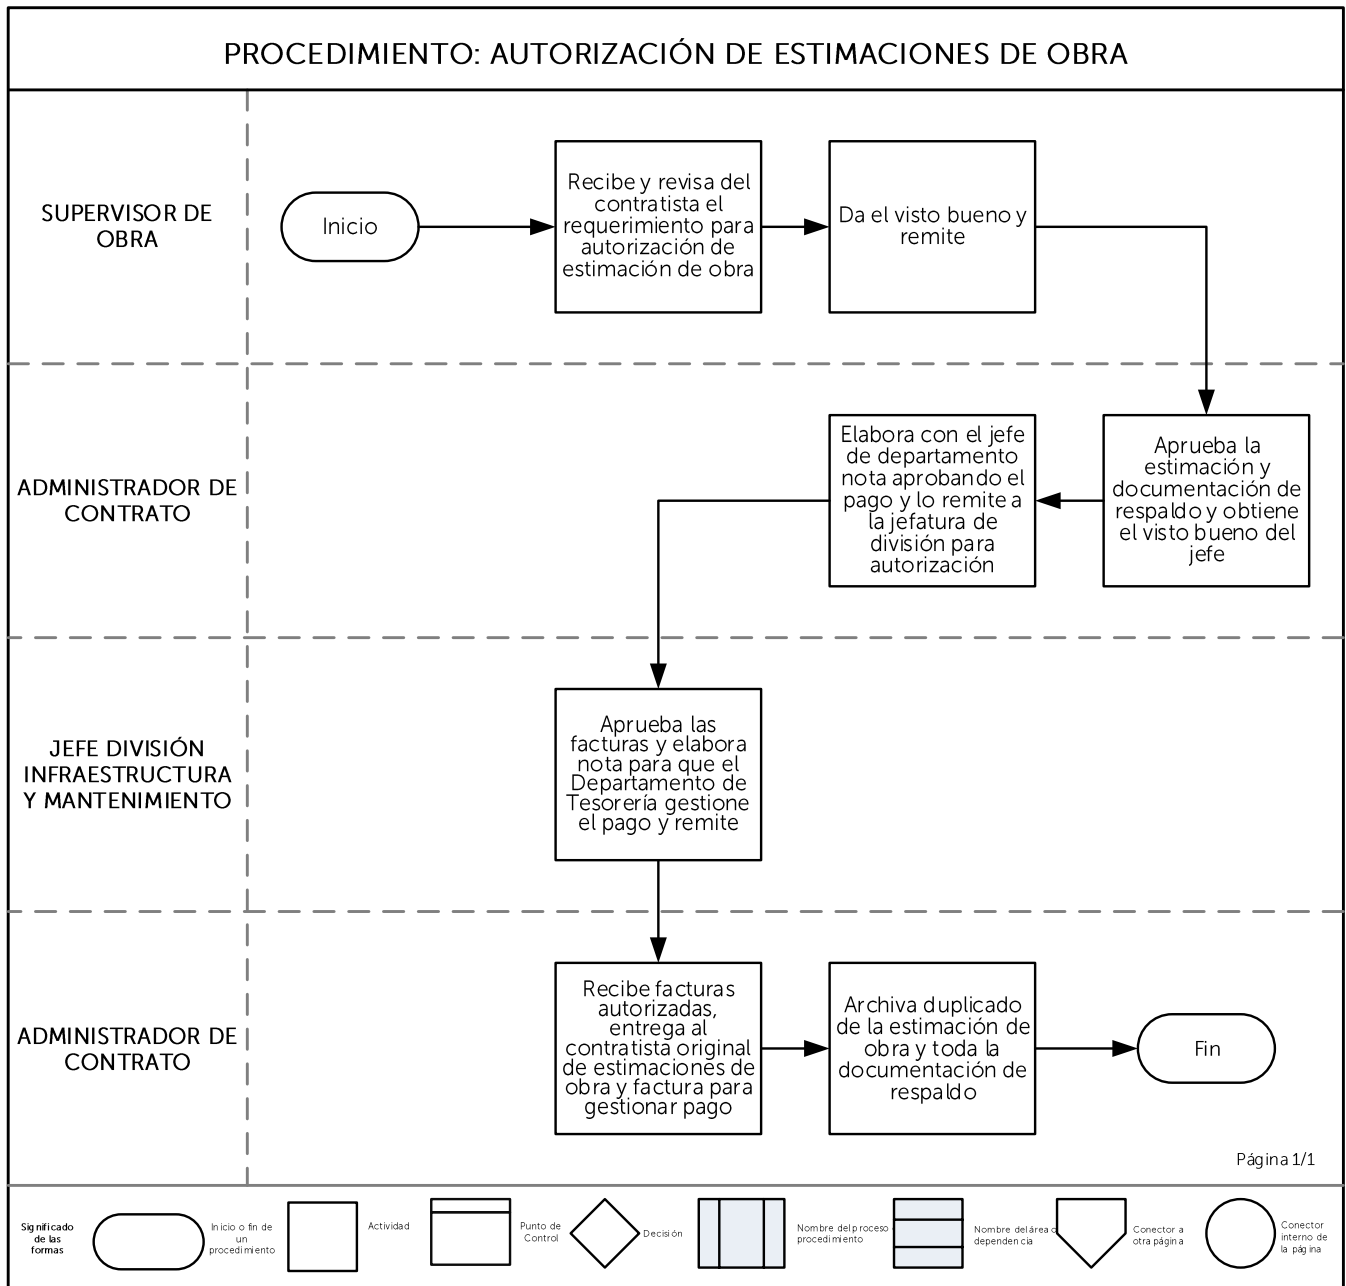 PROCEDIMIENTO: AUTORIZACIÓN DE ESTIMACIONES DE OBRA
SUPERVISOR DE
OBRA
Inicio
Recibe y revisa del
contratista el
requerimiento para
autorización de
estimación de obra
Da el visto bueno y
remite
ADMINISTRADOR DE
CONTRATO
Elabora con el jefe
de departamento
nota aprobando el
pago y lo remite a
la jefatura de
división para
autorización
Aprueba la
estimación y
documentación de
respaldo y obtiene
el visto bueno del
jefe
JEFE DIVISIÓN
INFRAESTRUCTURA
Y MANTENIMIENTO
Aprueba las
facturas y elabora
nota para que el
Departamento de
Tesorería gestione
el pago y remite
ADMINISTRADOR DE
CONTRATO
Recibe facturas
autorizadas,
entrega al
contratista original
de estimaciones de
obra y factura para
gestionar pago
Archiva duplicado
de la estimación de
obra y toda la
documentación de
respaldo
Fin
Página 1/1
Significado
de las
formas
Inicio o fin de
un
procedimiento
Actividad
Punto de
Control
Decisión
Nombre del proceso
procedimiento
Nombre del área
dependencia
Conector a
otra página
Conector
interno de
la página